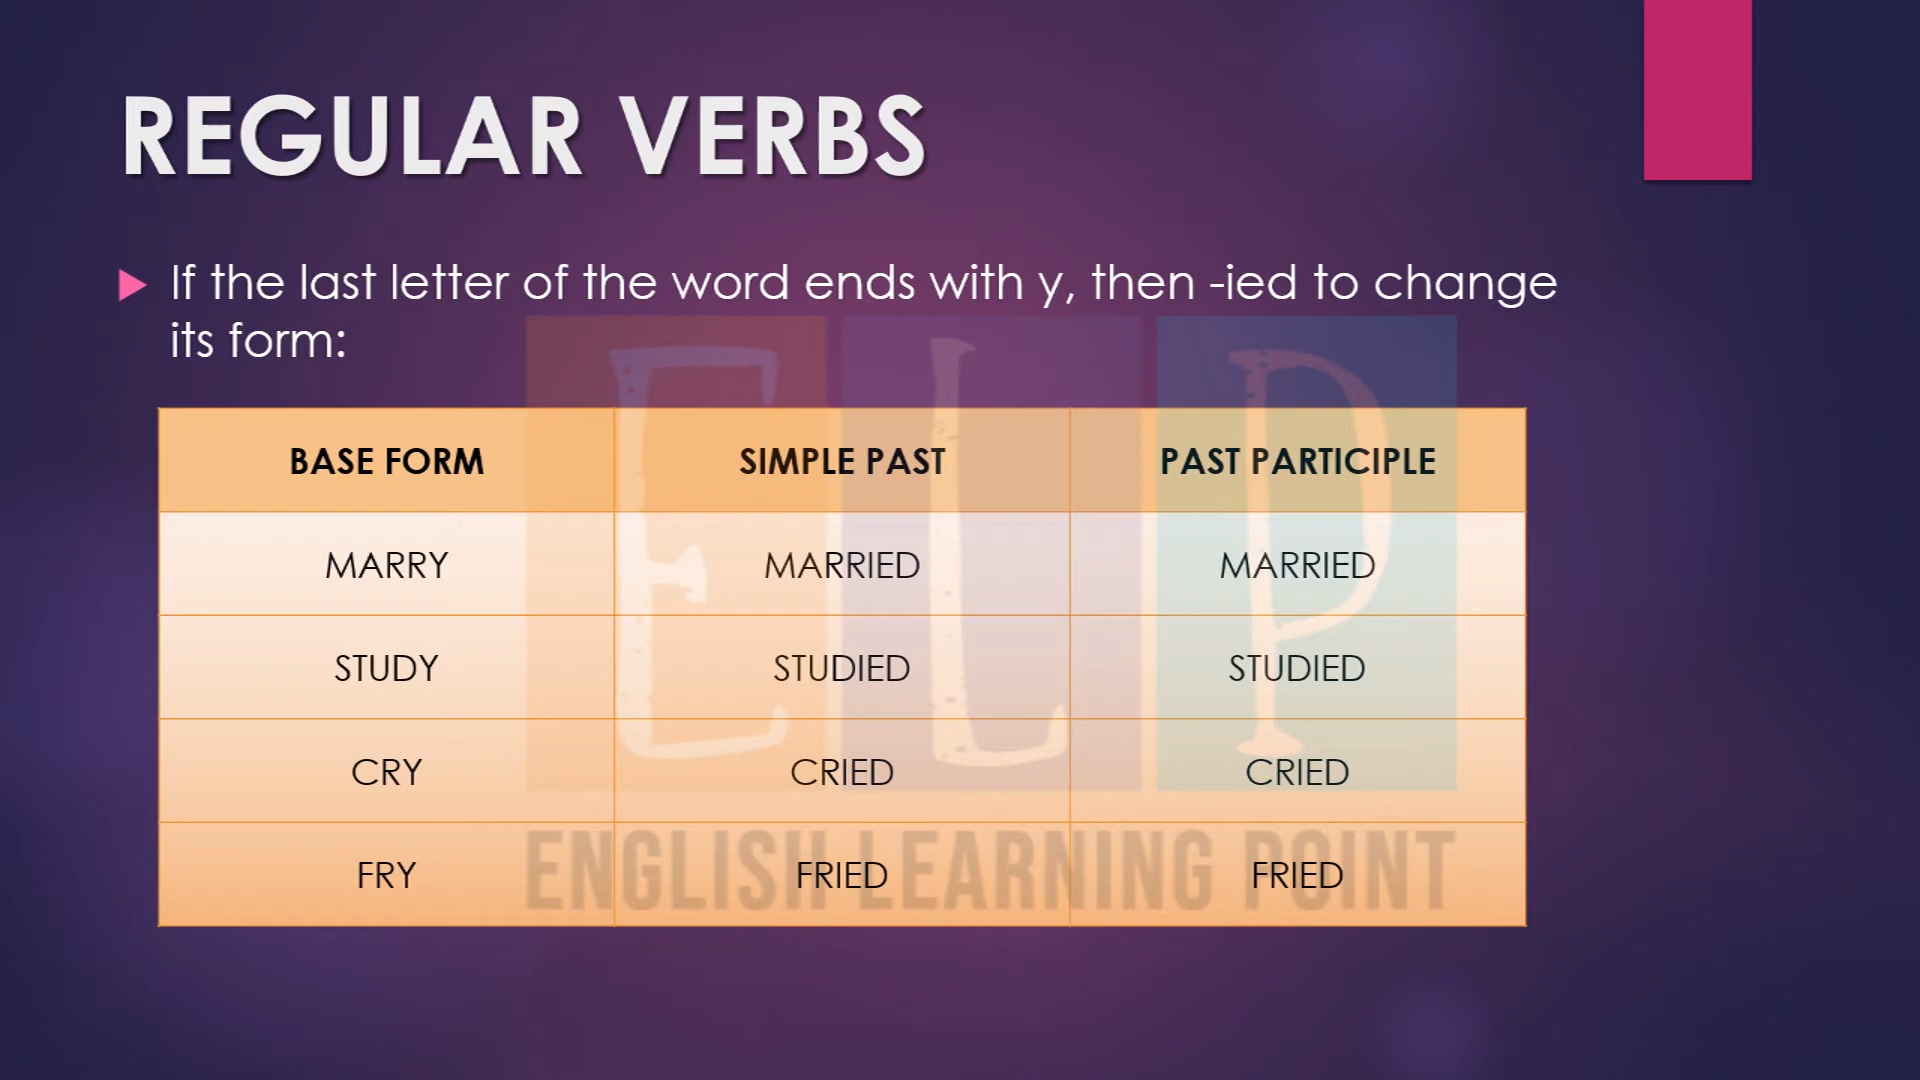 REGULAR VERBS
If the last letter of the word ends with y, then -ied to change
its form:
BASE FORM SIMPLE PAST PAST PARTICIPLE
MARRY MARRIED MARRIED
STUDY STUDIED STUDIED
CRY CRIED CRIED
FRY FRIED FRIED
ELP
ENGLISH LEARNING POINT